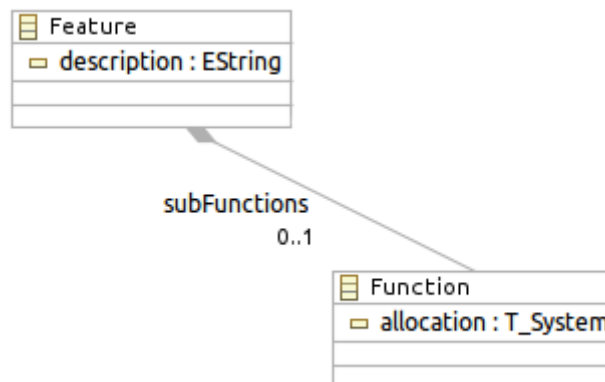 Feature
description : EString
subFunctions
0..1
Function
allocation : T_System